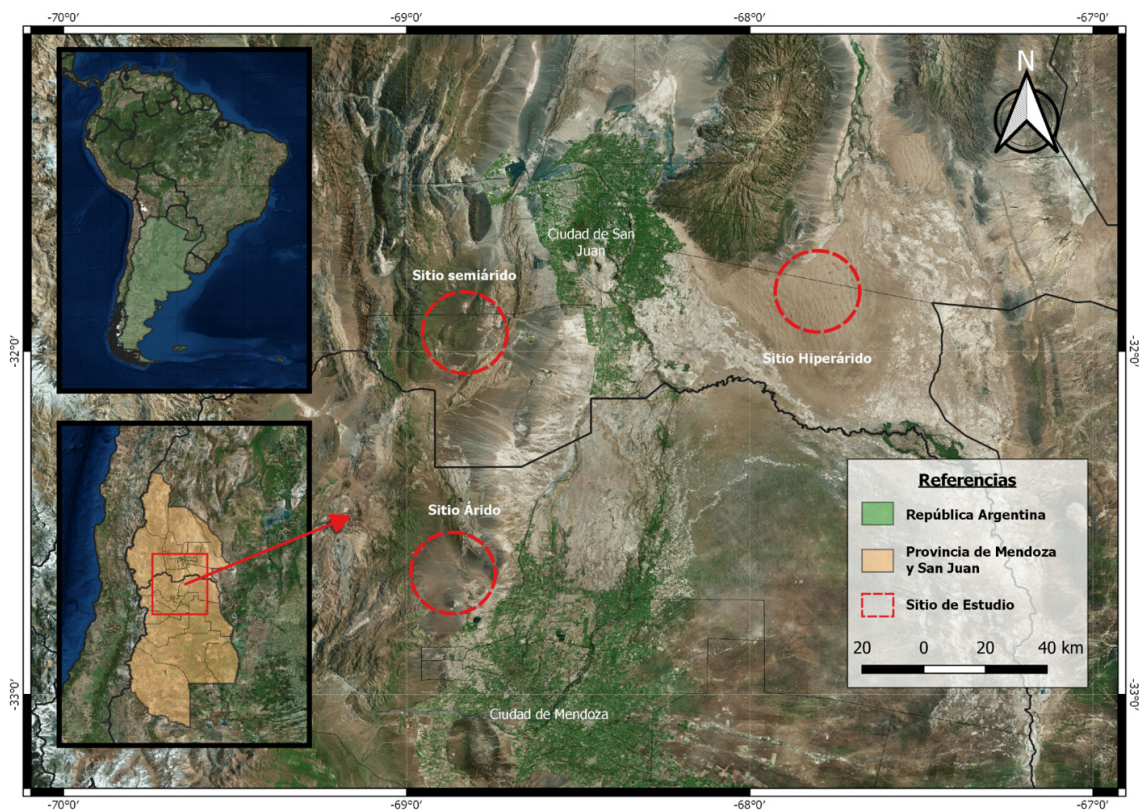 -70°0′
-69°0′
-68°0′
-67°0′
N
Ciudad de San
Juan
Sitio semiárido
Sitio Hiperárido
-32°0′
-32°0′
Sitio Árido
Referencias
República Argentina
Provincia de Mendoza
y San Juan
Sitio de Estudio
20 0 20 40 km
-33°0′
-33°0′
Ciudad de Mendoza
-70°0′
-69°0′
-68°0′
-67°0′